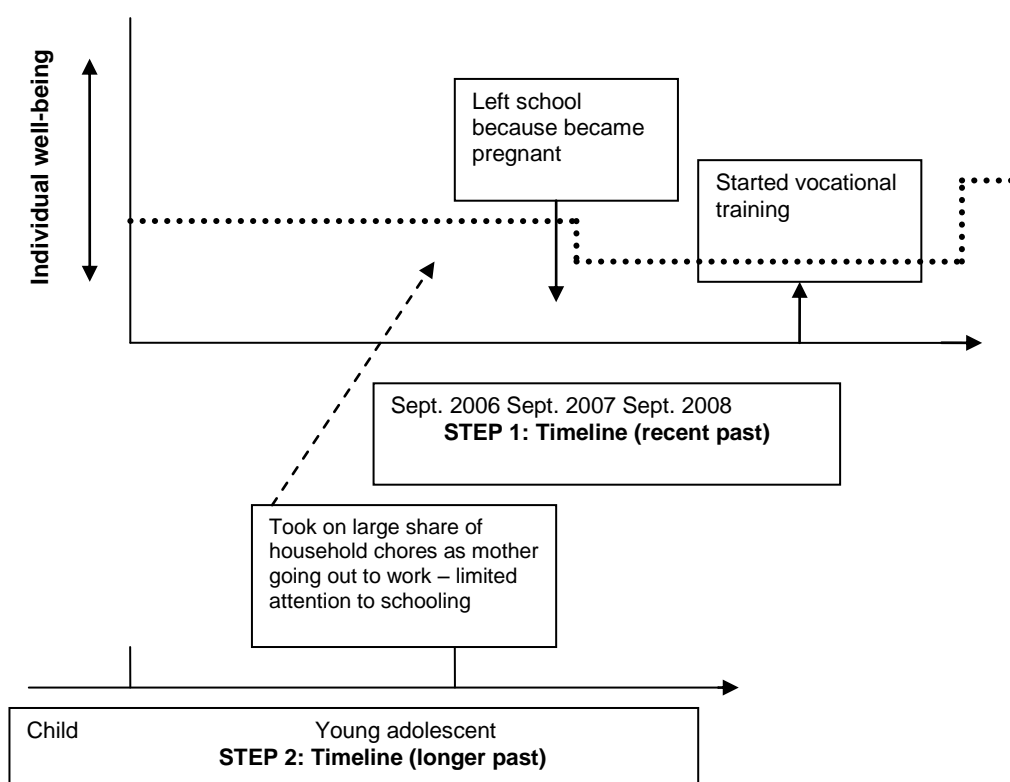 Individual well-being
Left school
because became
pregnant
Started vocational
training
Sept. 2006 Sept. 2007 Sept. 2008
STEP 1: Timeline (recent past)
Took on large share of
household chores as mother
going out to work – limited
attention to schooling
Child Young adolescent
STEP 2: Timeline (longer past)